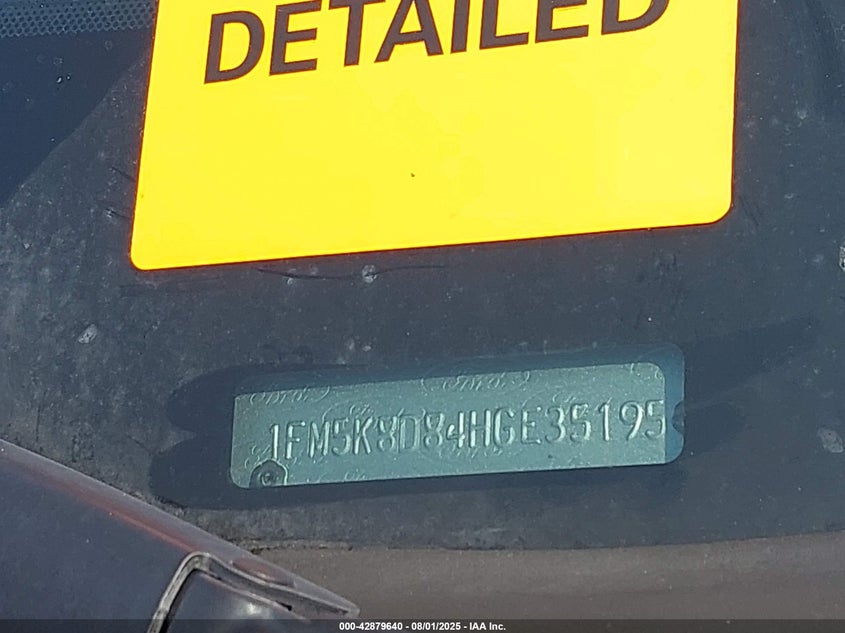 DETAILED
1FM5K8D84HGE35195
000-42879640 - 08/01/2025 - IAA Inc.